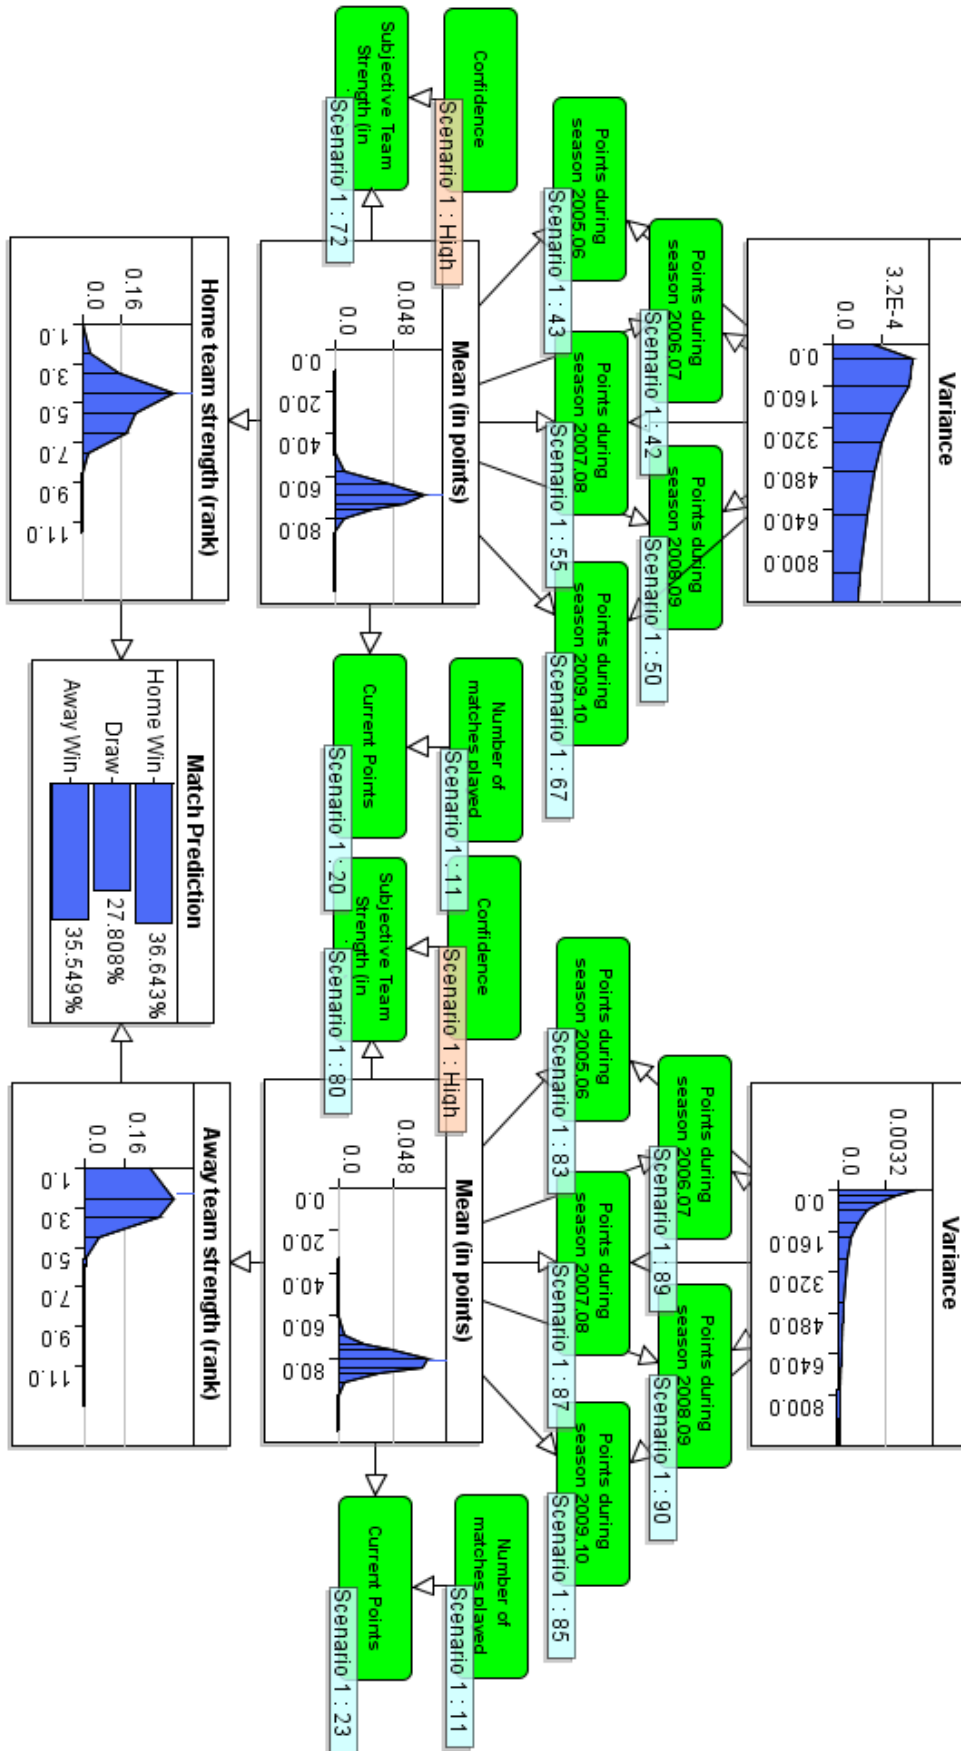 Variance
3.2E-4
0.0
0.0
160.0
320.0
480.0
640.0
800.0
Variance
0.0032
0.0
0.0
160.0
320.0
480.0
640.0
800.0
Points during
season 2006.07
Scenario 1 : 42
Points during
season 2008.09
Scenario 1 : 50
Points during
season 2006.07
Scenario 1 : 89
Points during
season 2008.09
Scenario 1 : 90
Points during
season 2005.06
Scenario 1 : 43
Points during
season 2007.08
Scenario 1 : 55
Points during
season 2009.10
Scenario 1 : 67
Points during
season 2005.06
Scenario 1 : 83
Points during
season 2007.08
Scenario 1 : 87
Points during
season 2009.10
Scenario 1 : 85
Confidence
Scenario 1 : High
Mean (in points)
0.048
0.0
0.0
20.0
40.0
60.0
80.0
Number of
matches played
Scenario 1 : 11
Confidence
Scenario 1 : High
Mean (in points)
0.048
0.0
0.0
20.0
40.0
60.0
80.0
Number of
matches played
Scenario 1 : 11
Subjective Team
Strength (in
Scenario 1 : 72
Current Points
Scenario 1 : 20
Subjective Team
Strength (in
Scenario 1 : 80
Current Points
Scenario 1 : 23
Home team strength (rank)
0.16
0.0
1.0
3.0
5.0
7.0
9.0
11.0
Match Prediction
Home Win
36.643%
Draw
27.808%
Away Win
35.549%
Away team strength (rank)
0.16
0.0
1.0
3.0
5.0
7.0
9.0
11.0